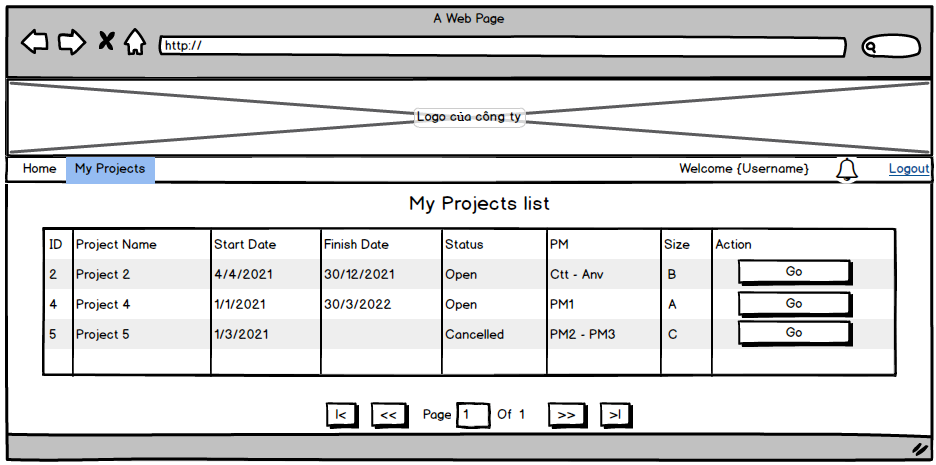 A Web Page
http://
Logo của công ty
Home My Projects Welcome {Username} Logout
My Projects list
ID Project Name Start Date Finish Date Status PM Size Action
2 Project 2 4/4/2021 30/12/2021 Open Ctt - Anv B Go
4 Project 4 1/1/2021 30/3/2022 Open PM1 A Go
5 Project 5 1/3/2021 Cancelled PM2 - PM3 C Go
|< << Page 1 Of 1 >> >|